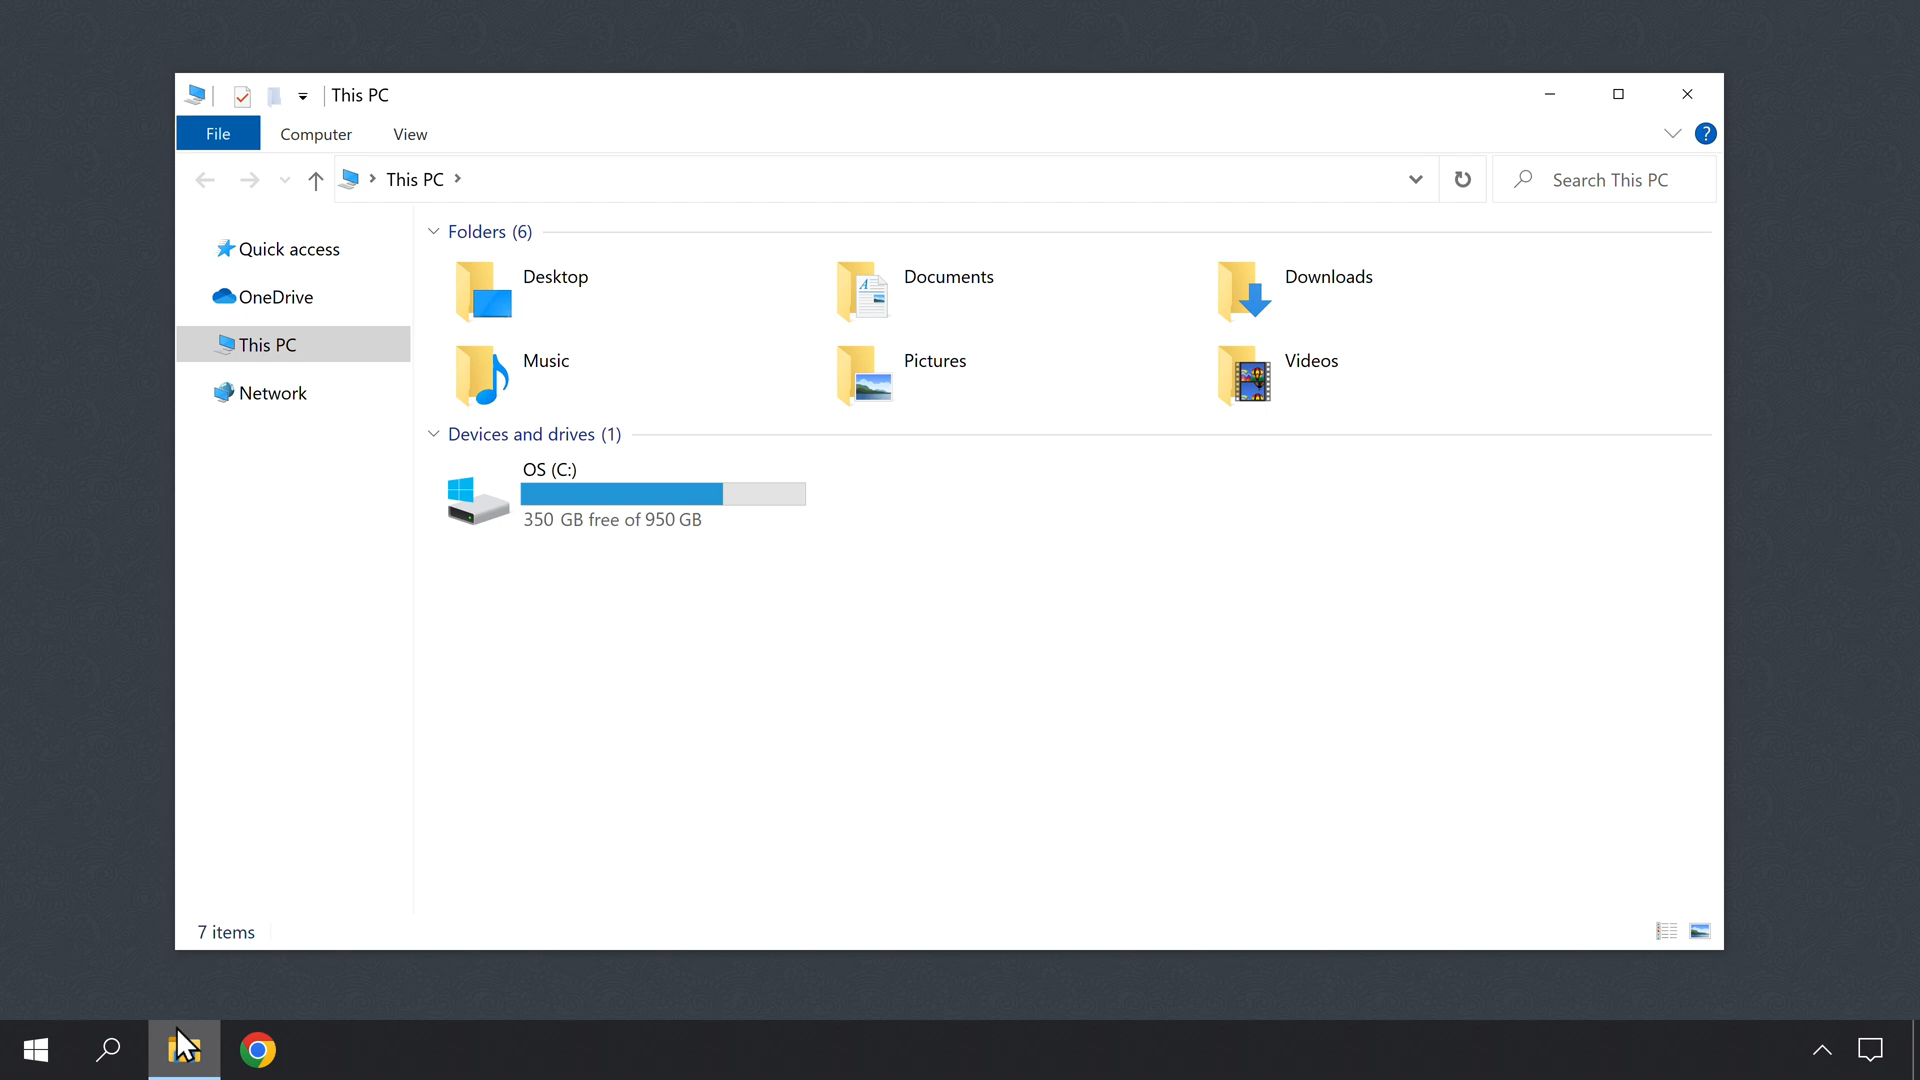 This PC
File Computer View ?
This PC
Search This PC
Quick access
OneDrive
This PC
Network
Folders (6)
Desktop
Documents
Downloads
Music
Pictures
Videos
Devices and drives (1)
OS (C:)
350 GB free of 950 GB
7 items